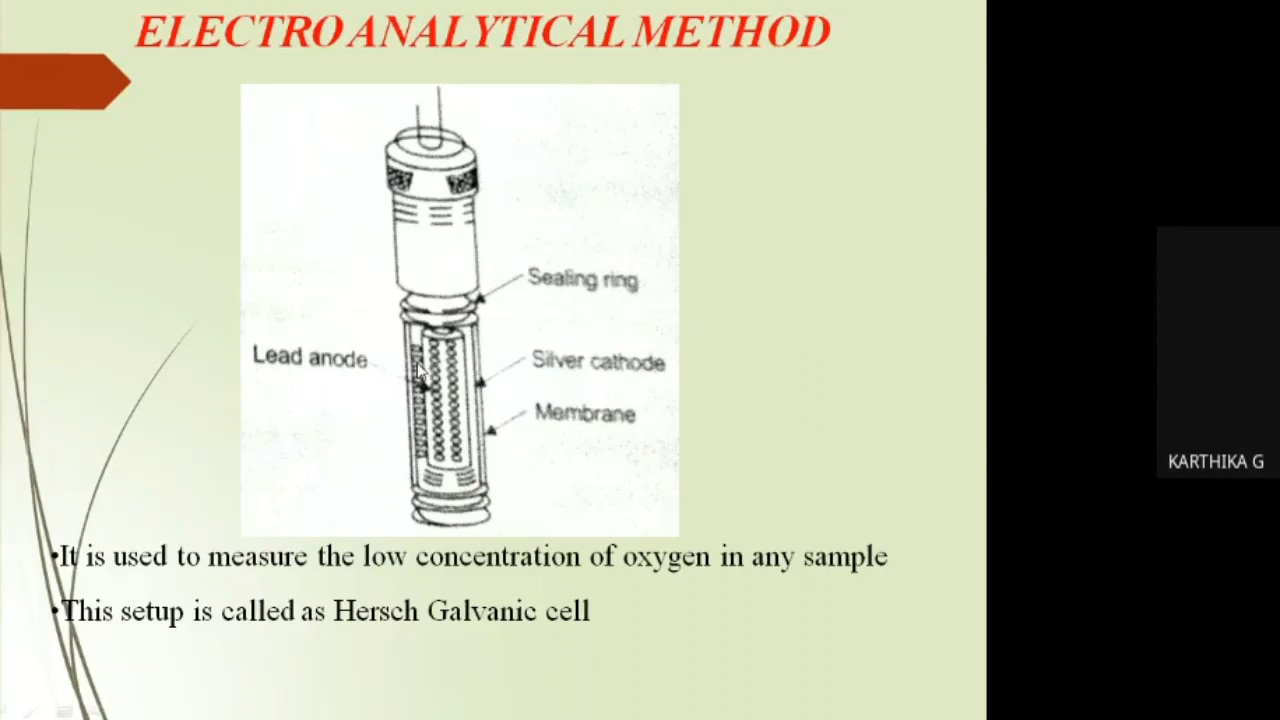 ELECTRO ANALYTICAL METHOD
Sealing ring
Lead anode
Silver cathode
Membrane
KARTHIKA G
•It is used to measure the low concentration of oxygen in any sample
•This setup is called as Hersch Galvanic cell